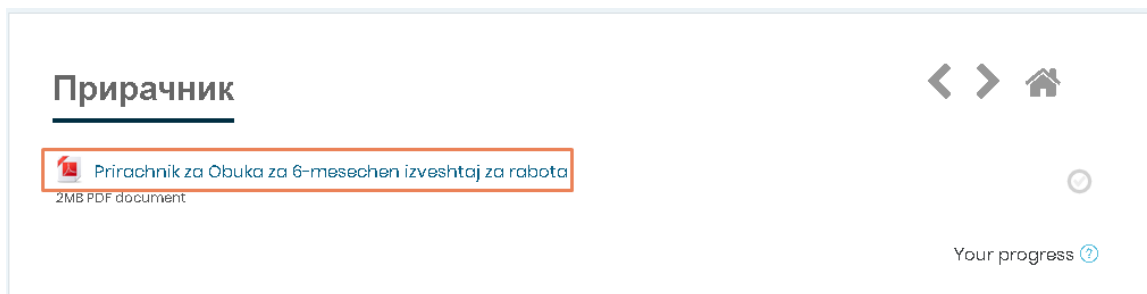 Прирачник
Prirachnik za Obuka za 6-mesechen izveshtaj za rabota
2MB PDF document
Your progress